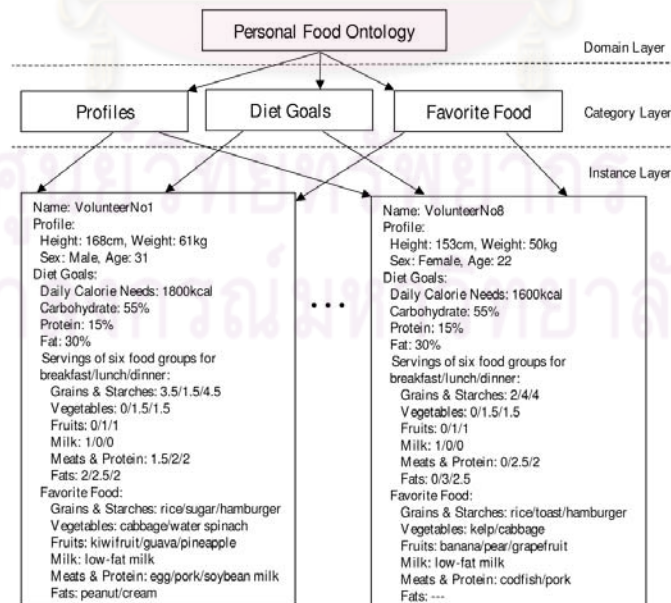 Personal Food Ontology
Domain Layer
Profiles
Diet Goals
Favorite Food
Category Layer
Instance Layer
Name: VolunteerNo1
Profile:
Height: 168cm, Weight: 61kg
Sex: Male, Age: 31
Diet Goals:
Daily Calorie Needs: 1800kcal
Carbohydrate: 55%
Protein: 15%
Fat: 30%
Servings of six food groups for
breakfast/lunch/dinner:
Grains & Starches: 3.5/1.5/4.5
Vegetables: 0/1.5/1.5
Fruits: 0/1/1
Milk: 1/0/0
Meats & Protein: 1.5/2/2
Fats: 2/2.5/2
Favorite Food:
Grains & Starches: rice/sugar/hamburger
Vegetables: cabbage/water spinach
Fruits: kiwifruit/guava/pineapple
Milk: low-fat milk
Meats & Protein: egg/pork/soybean milk
Fats: peanut/cream
...
Name: VolunteerNo8
Profile:
Height: 153cm, Weight: 50kg
Sex: Female, Age: 22
Diet Goals:
Daily Calorie Needs: 1600kcal
Carbohydrate: 55%
Protein: 15%
Fat: 30%
Servings of six food groups for
breakfast/lunch/dinner:
Grains & Starches: 2/4/4
Vegetables: 0/1.5/1.5
Fruits: 0/1/1
Milk: 1/0/0
Meats & Protein: 0/2.5/2
Fats: 0/3/2.5
Favorite Food:
Grains & Starches: rice/toast/hamburger
Vegetables: kelp/cabbage
Fruits: banana/pear/grapefruit
Milk: low-fat milk
Meats & Protein: codfish/pork
Fats: ---